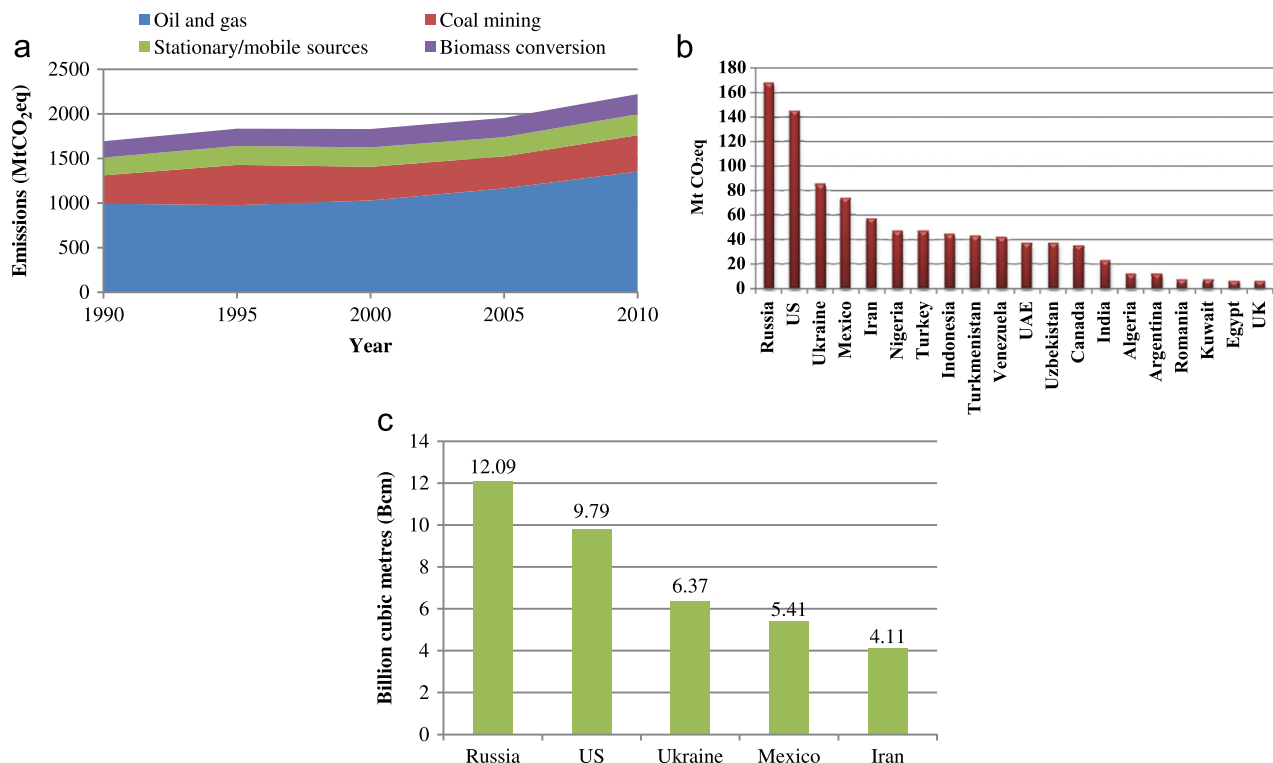 a
Oil and gas
Coal mining
Stationary/mobile sources
Biomass conversion
Emissions (MtCO₂eq)
2500
2000
1500
1000
500
0
1990 1995 2000 2005 2010
Year
b
Mt CO₂eq
180
160
140
120
100
80
60
40
20
0
Russia
US
Ukraine
Mexico
Iran
Nigeria
Turkey
Indonesia
Turkmenistan
Venezuela
UAE
Uzbekistan
Canada
India
Algeria
Argentina
Romania
Kuwait
Egypt
UK
c
Billion cubic metres (Bcm)
14
12
10
8
6
4
2
0
12.09
9.79
6.37
5.41
4.11
Russia US Ukraine Mexico Iran